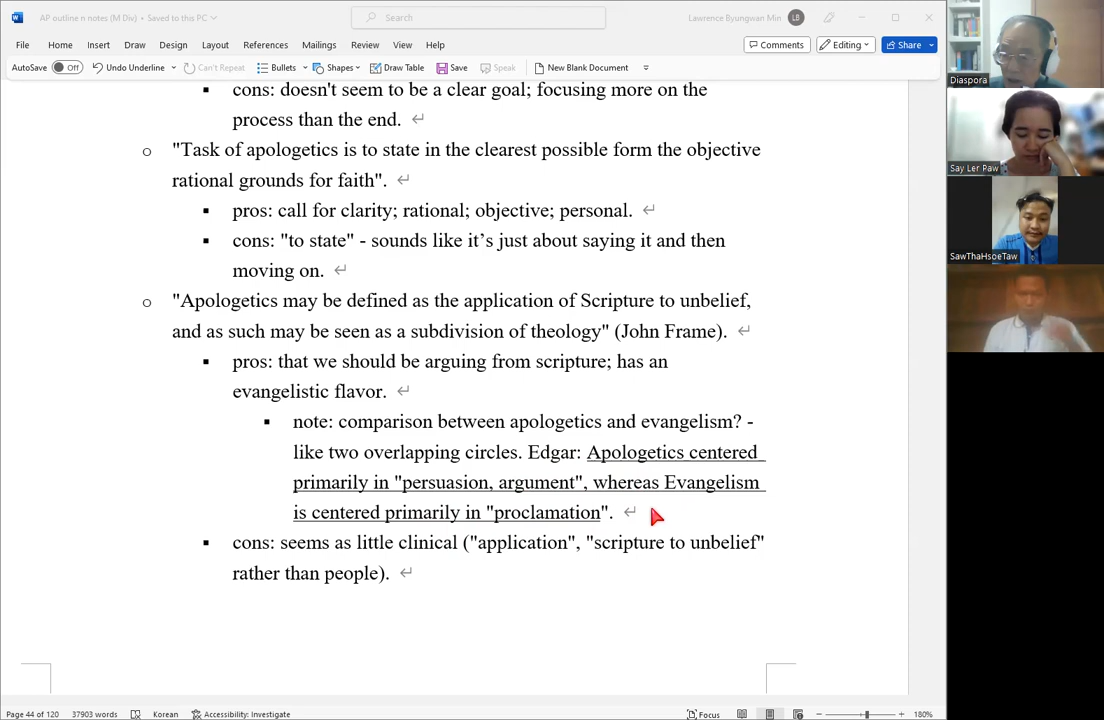 AP outline n notes (M Div) • Saved to this PC
Search
Lawrence Byungwan Min
LB
File Home Insert Draw Design Layout References Mailings Review View Help
Comments Editing Share
AutoSave Off Undo Underline Can't Repeat Bullets Shapes Draw Table Save Speak New Blank Document
cons: doesn't seem to be a clear goal; focusing more on the
process than the end.
"Task of apologetics is to state in the clearest possible form the objective
rational grounds for faith".
pros: call for clarity; rational; objective; personal.
cons: "to state" - sounds like it's just about saying it and then
moving on.
"Apologetics may be defined as the application of Scripture to unbelief,
and as such may be seen as a subdivision of theology" (John Frame).
pros: that we should be arguing from scripture; has an
evangelistic flavor.
note: comparison between apologetics and evangelism? -
like two overlapping circles. Edgar: Apologetics centered
primarily in "persuasion, argument", whereas Evangelism
is centered primarily in "proclamation".
cons: seems as little clinical ("application", "scripture to unbelief"
rather than people).
Page 44 of 120 37903 words Korean Accessibility: Investigate Focus 180%
Diaspora
Say Ler Paw
SawThaHsoeTaw